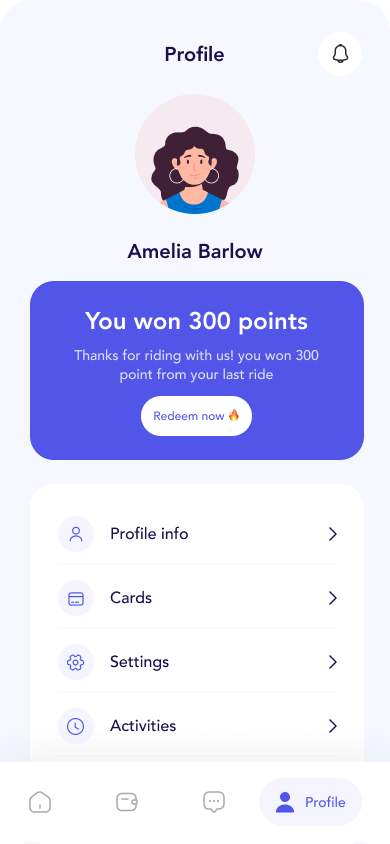 Profile
Amelia Barlow
You won 300 points
Thanks for riding with us! you won 300
point from your last ride
Redeem now 🔥
Profile info
Cards
Settings
Activities
Profile